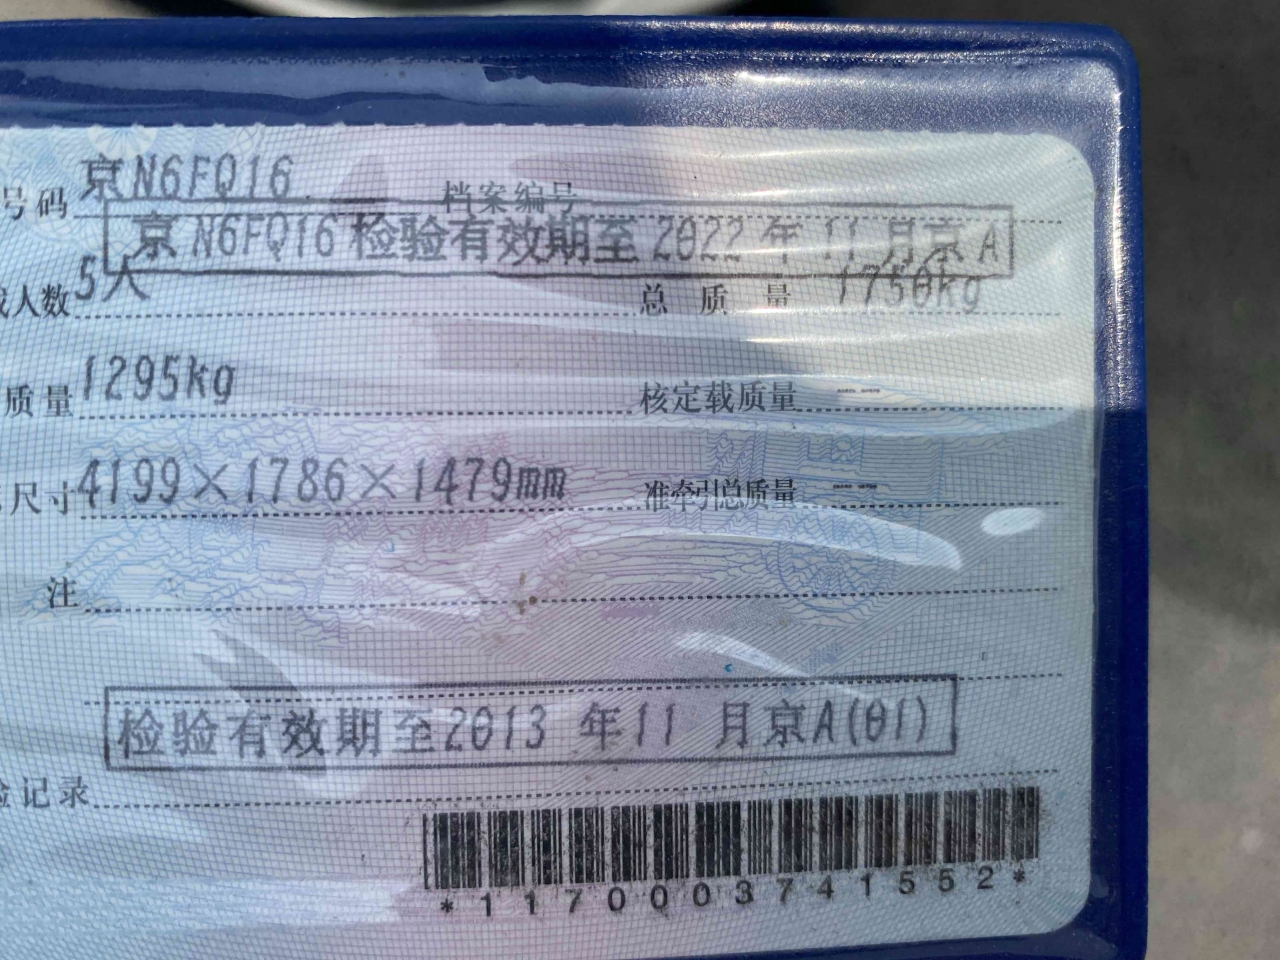 号码 京N6FQ16 档案编号
京N6FQ16检验有效期至2022年11月京A
人数 5人 总质量 1750kg
质量 1295kg 核定载质量 ---
尺寸 4199×1786×1479mm 准牵引总质量 ---
注
检验有效期至2013年11月京A(01)
记录
*1170003741552*